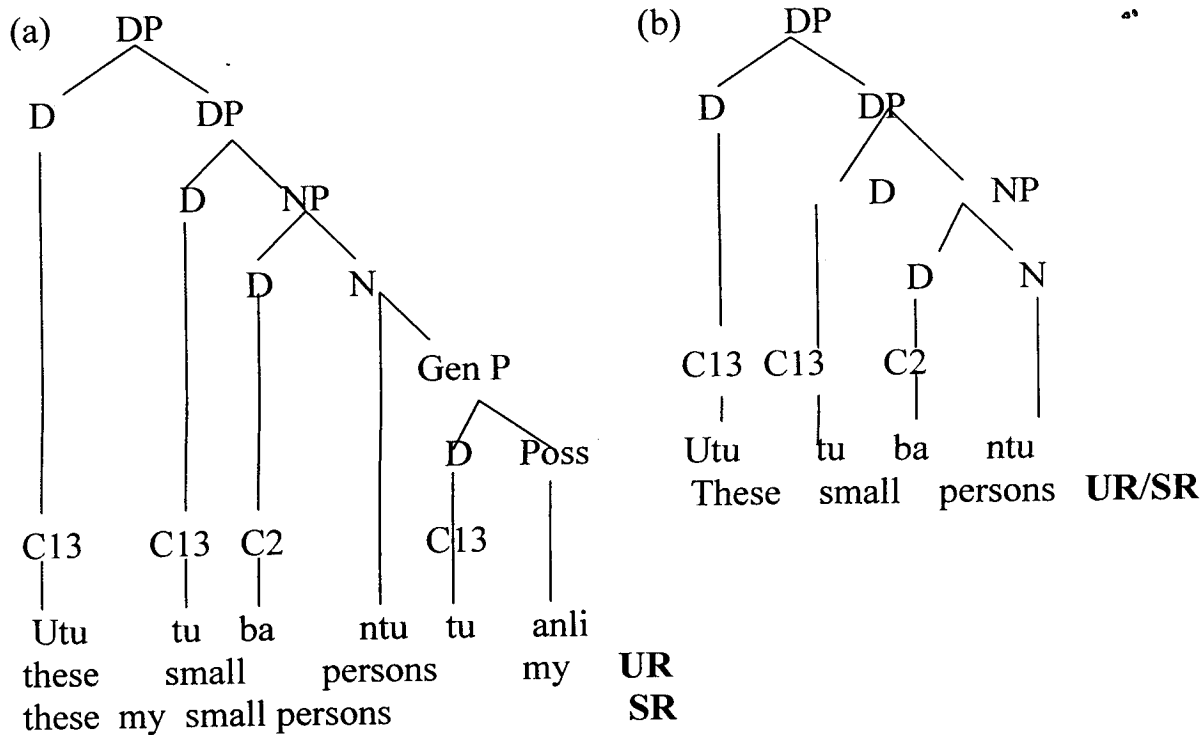 (a) DP
D DP
D NP
D N
Gen P
D Poss
C13 C13 C2 C13
Utu tu ba ntu tu anli
these small persons my UR
these my small persons SR
(b) DP
D DP
D NP
D N
C13 C13 C2
Utu tu ba ntu
These small persons UR/SR